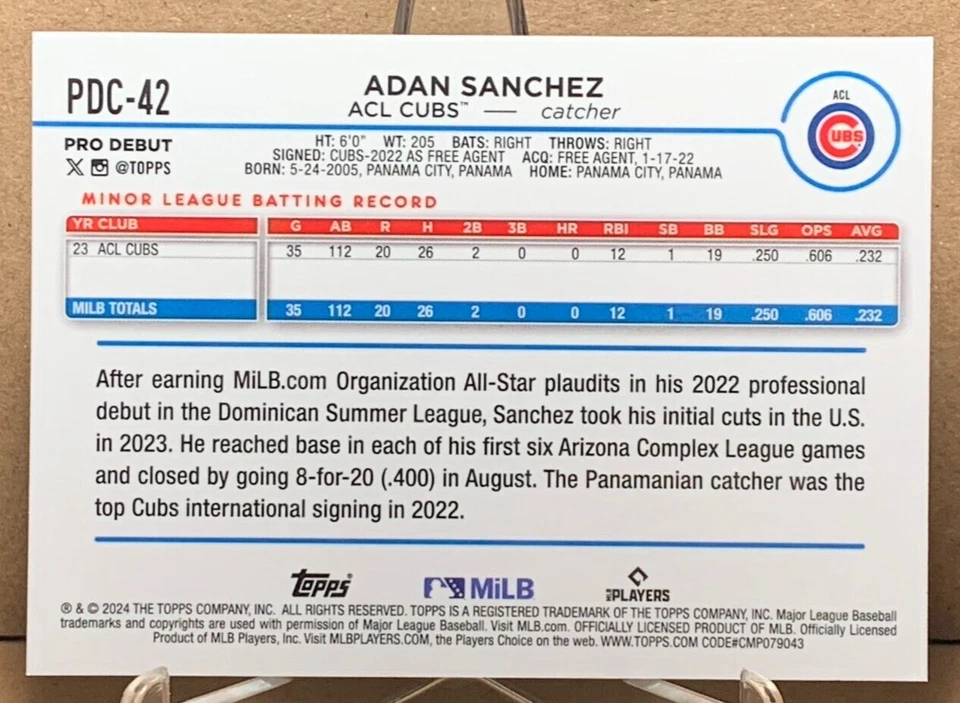 PDC-42
ADAN SANCHEZ
ACL CUBS™ — catcher
ACL
CUBS
PRO DEBUT
@TOPPS
HT: 6'0" WT: 205 BATS: RIGHT THROWS: RIGHT
SIGNED: CUBS-2022 AS FREE AGENT ACQ: FREE AGENT, 1-17-22
BORN: 5-24-2005, PANAMA CITY, PANAMA HOME: PANAMA CITY, PANAMA
MINOR LEAGUE BATTING RECORD
YR CLUB G AB R H 2B 3B HR RBI SB BB SLG OPS AVG
23 ACL CUBS 35 112 20 26 2 0 0 12 1 19 .250 .606 .232
MILB TOTALS 35 112 20 26 2 0 0 12 1 19 .250 .606 .232
After earning MiLB.com Organization All-Star plaudits in his 2022 professional
debut in the Dominican Summer League, Sanchez took his initial cuts in the U.S.
in 2023. He reached base in each of his first six Arizona Complex League games
and closed by going 8-for-20 (.400) in August. The Panamanian catcher was the
top Cubs international signing in 2022.
topps® MiLB MLB PLAYERS
® & © 2024 THE TOPPS COMPANY, INC. ALL RIGHTS RESERVED. TOPPS IS A REGISTERED TRADEMARK OF THE TOPPS COMPANY, INC. Major League Baseball
trademarks and copyrights are used with permission of Major League Baseball. Visit MLB.com. OFFICIALLY LICENSED PRODUCT OF MLB. Officially Licensed
Product of MLB Players, Inc. Visit MLBPLAYERS.COM, the Players Choice on the web. WWW.TOPPS.COM CODE#CMP079043